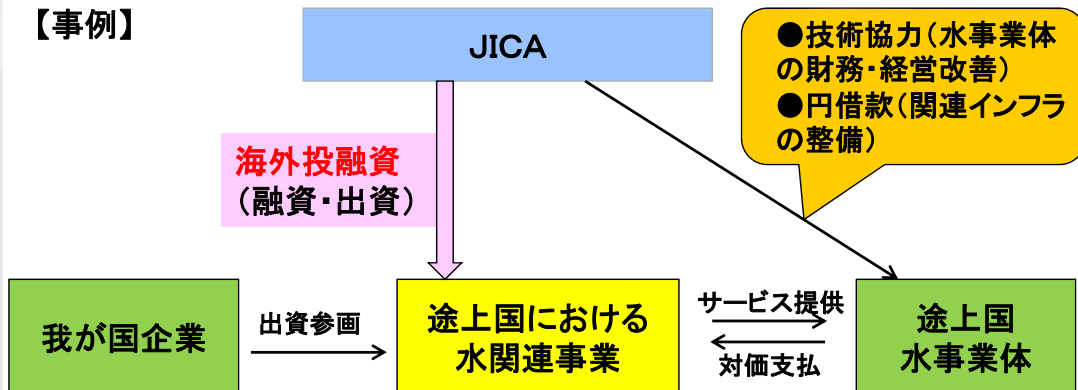 【事例】
JICA
●技術協力(水事業体
の財務・経営改善)
●円借款(関連インフラ
の整備)
海外投融資
(融資・出資)
我が国企業
出資参画
途上国における
水関連事業
サービス提供
対価支払
途上国
水事業体